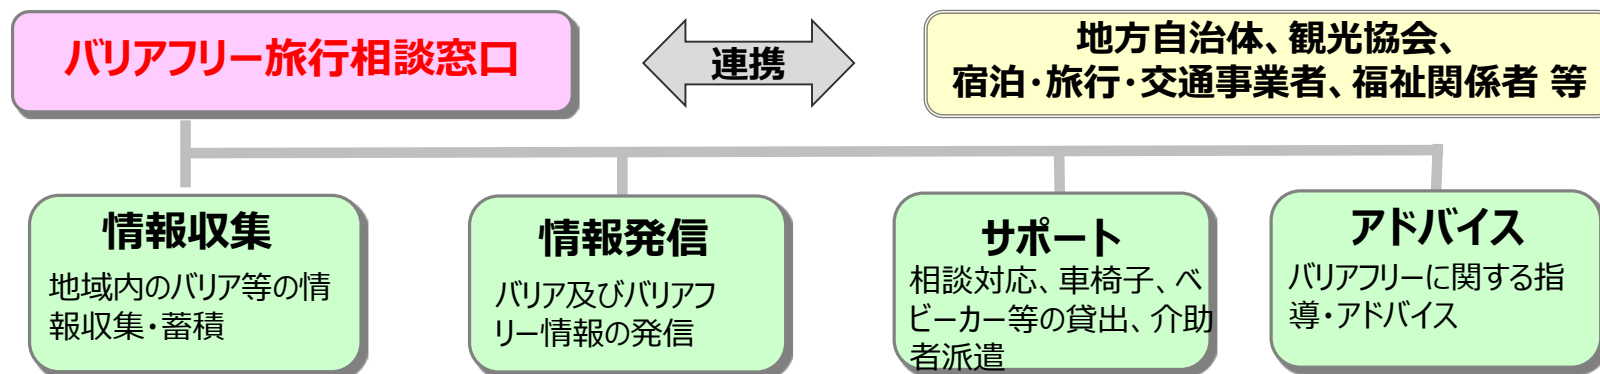 バリアフリー旅行相談窓口
連携
地方自治体、観光協会、
宿泊・旅行・交通事業者、福祉関係者 等
情報収集
地域内のバリア等の情
報収集・蓄積
情報発信
バリア及びバリアフ
リー情報の発信
サポート
相談対応、車椅子、ベ
ビーカー等の貸出、介助
者派遣
アドバイス
バリアフリーに関する指
導・アドバイス